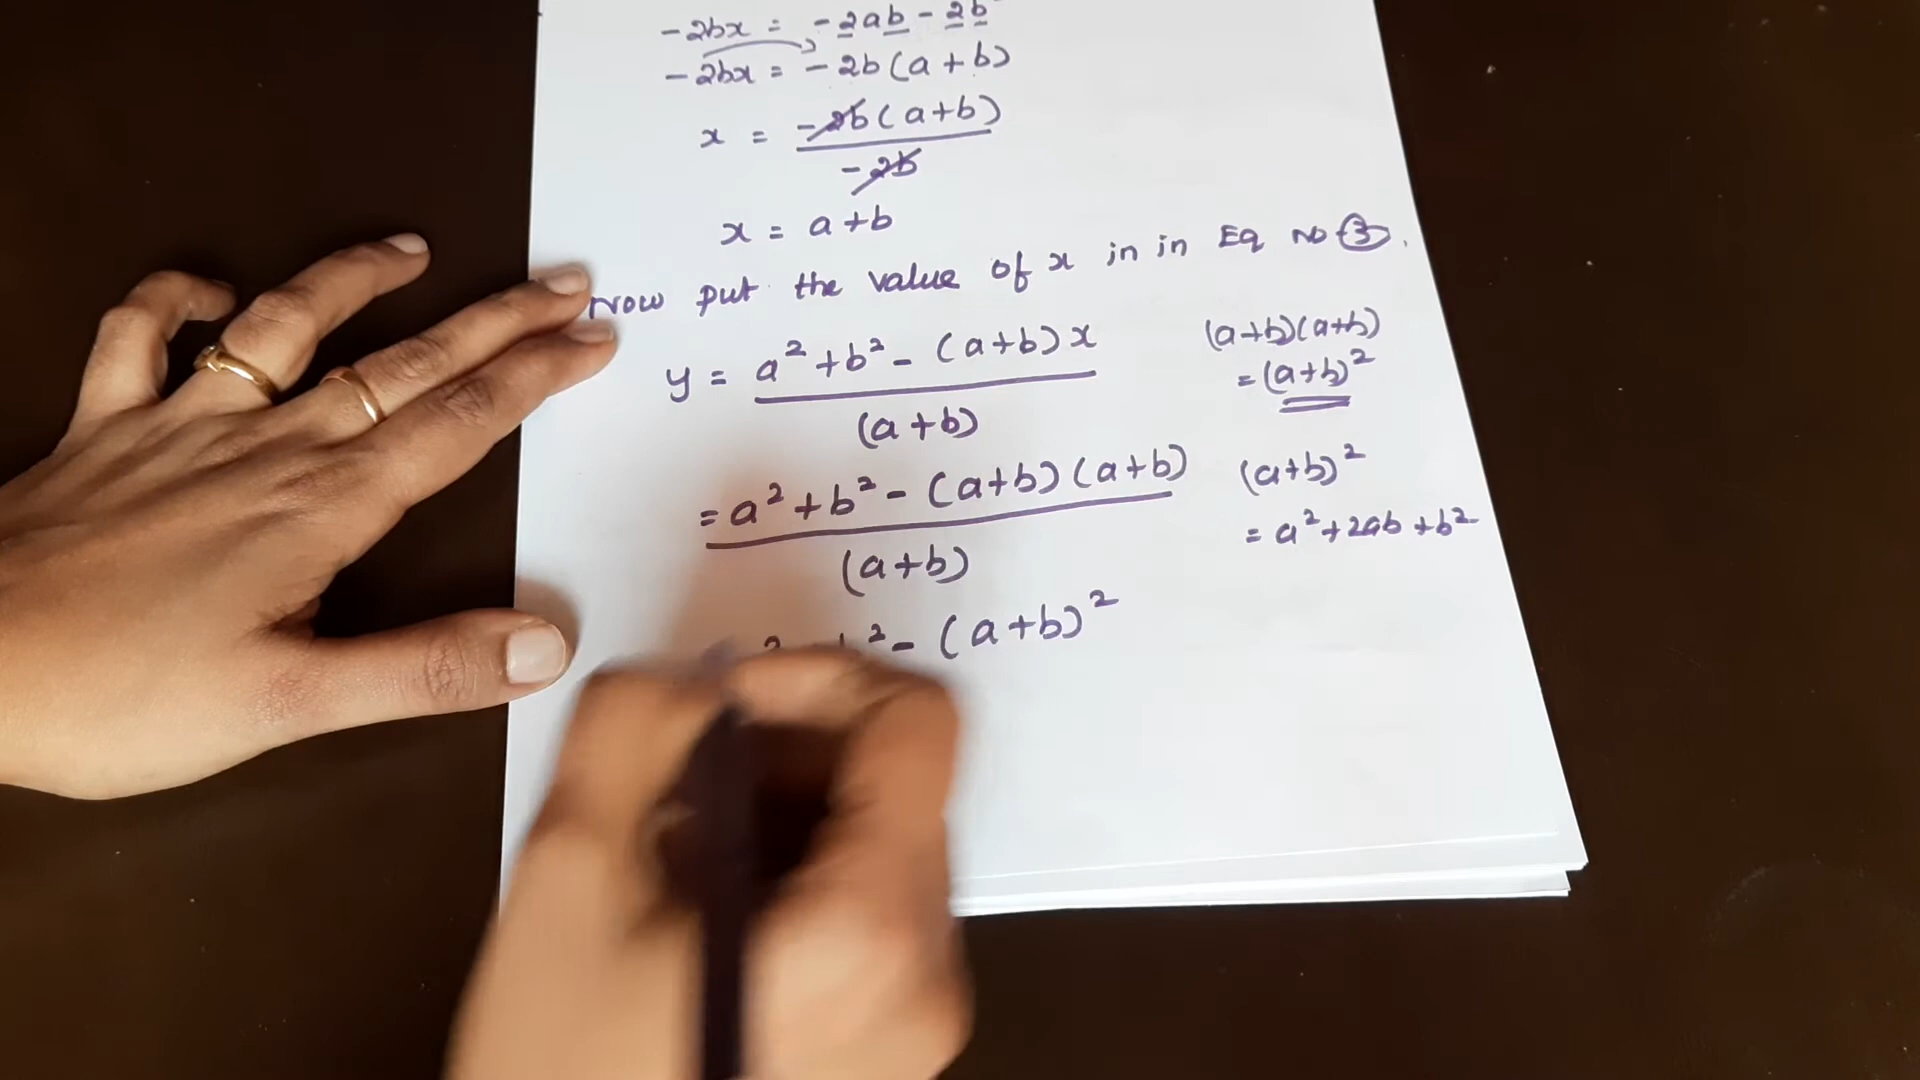 -2bx = -2ab - 2b
-2bx = -2b(a+b)
x = -2b(a+b)
-2b
x = a+b
Now put the value of x in in Eq no ③.
y = a² + b² - (a+b)x
(a+b)
(a+b)(a+b)
= (a+b)²
= a² + b² - (a+b)(a+b)
(a+b)
(a+b)²
= a² + 2ab + b²
² - (a+b)²